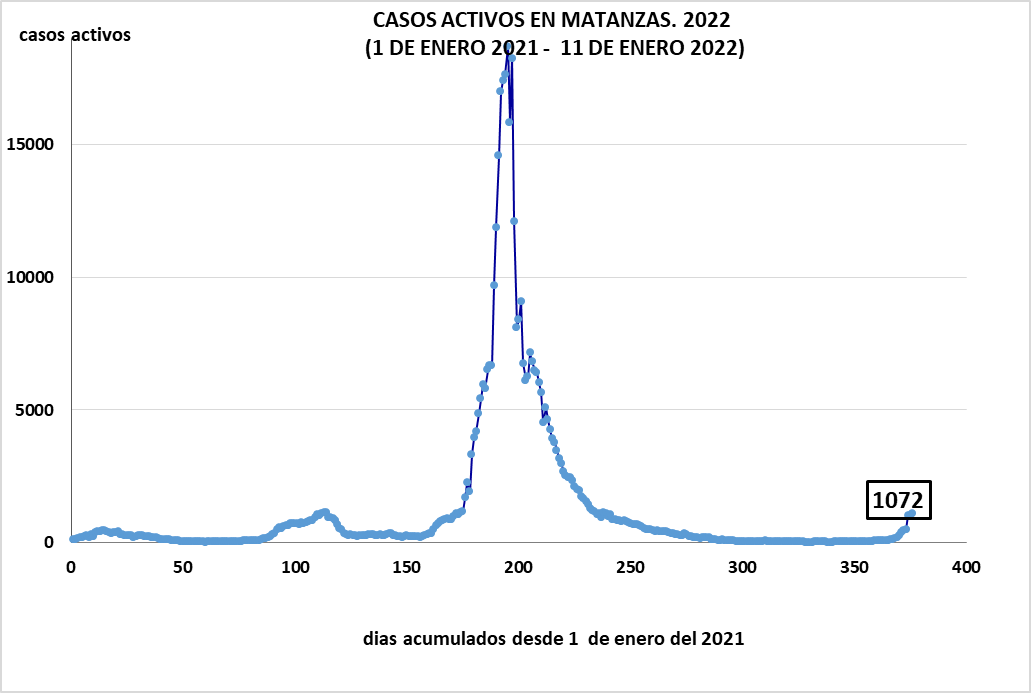 CASOS ACTIVOS EN MATANZAS. 2022
(1 DE ENERO 2021 - 11 DE ENERO 2022)
casos activos
15000
10000
5000
0
1072
0 50 100 150 200 250 300 350 400
dias acumulados desde 1 de enero del 2021